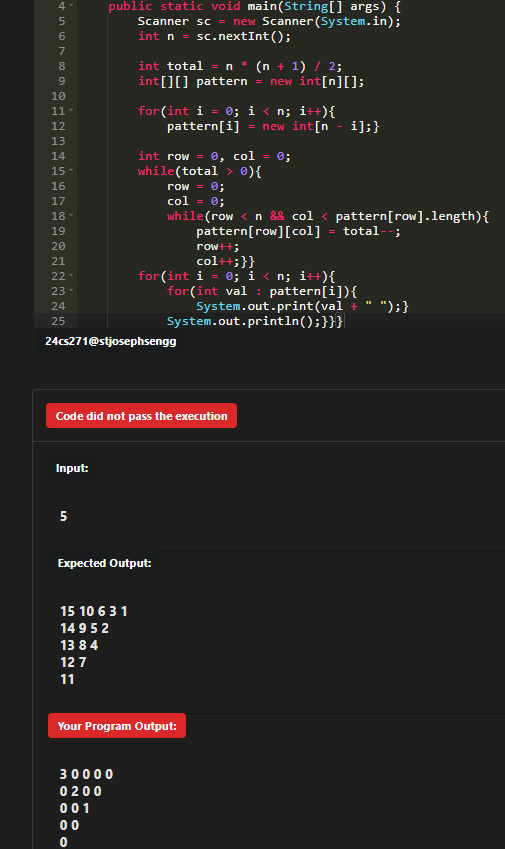 4 public static void main(String[] args) {
5 Scanner sc = new Scanner(System.in);
6 int n = sc.nextInt();
7
8 int total = n * (n + 1) / 2;
9 int[][] pattern = new int[n][];
10
11 for(int i = 0; i < n; i++){
12 pattern[i] = new int[n - i];}
13
14 int row = 0, col = 0;
15 while(total > 0){
16 row = 0;
17 col = 0;
18 while(row < n && col < pattern[row].length){
19 pattern[row][col] = total--;
20 row++;
21 col++;}}
22 for(int i = 0; i < n; i++){
23 for(int val : pattern[i]){
24 System.out.print(val + " ");}
25 System.out.println();}}}
24cs271@stjosephsengg
Code did not pass the execution
Input:
5
Expected Output:
15 10 6 3 1
14 9 5 2
13 8 4
12 7
11
Your Program Output:
3 0 0 0 0
0 2 0 0
0 0 1
0 0
0